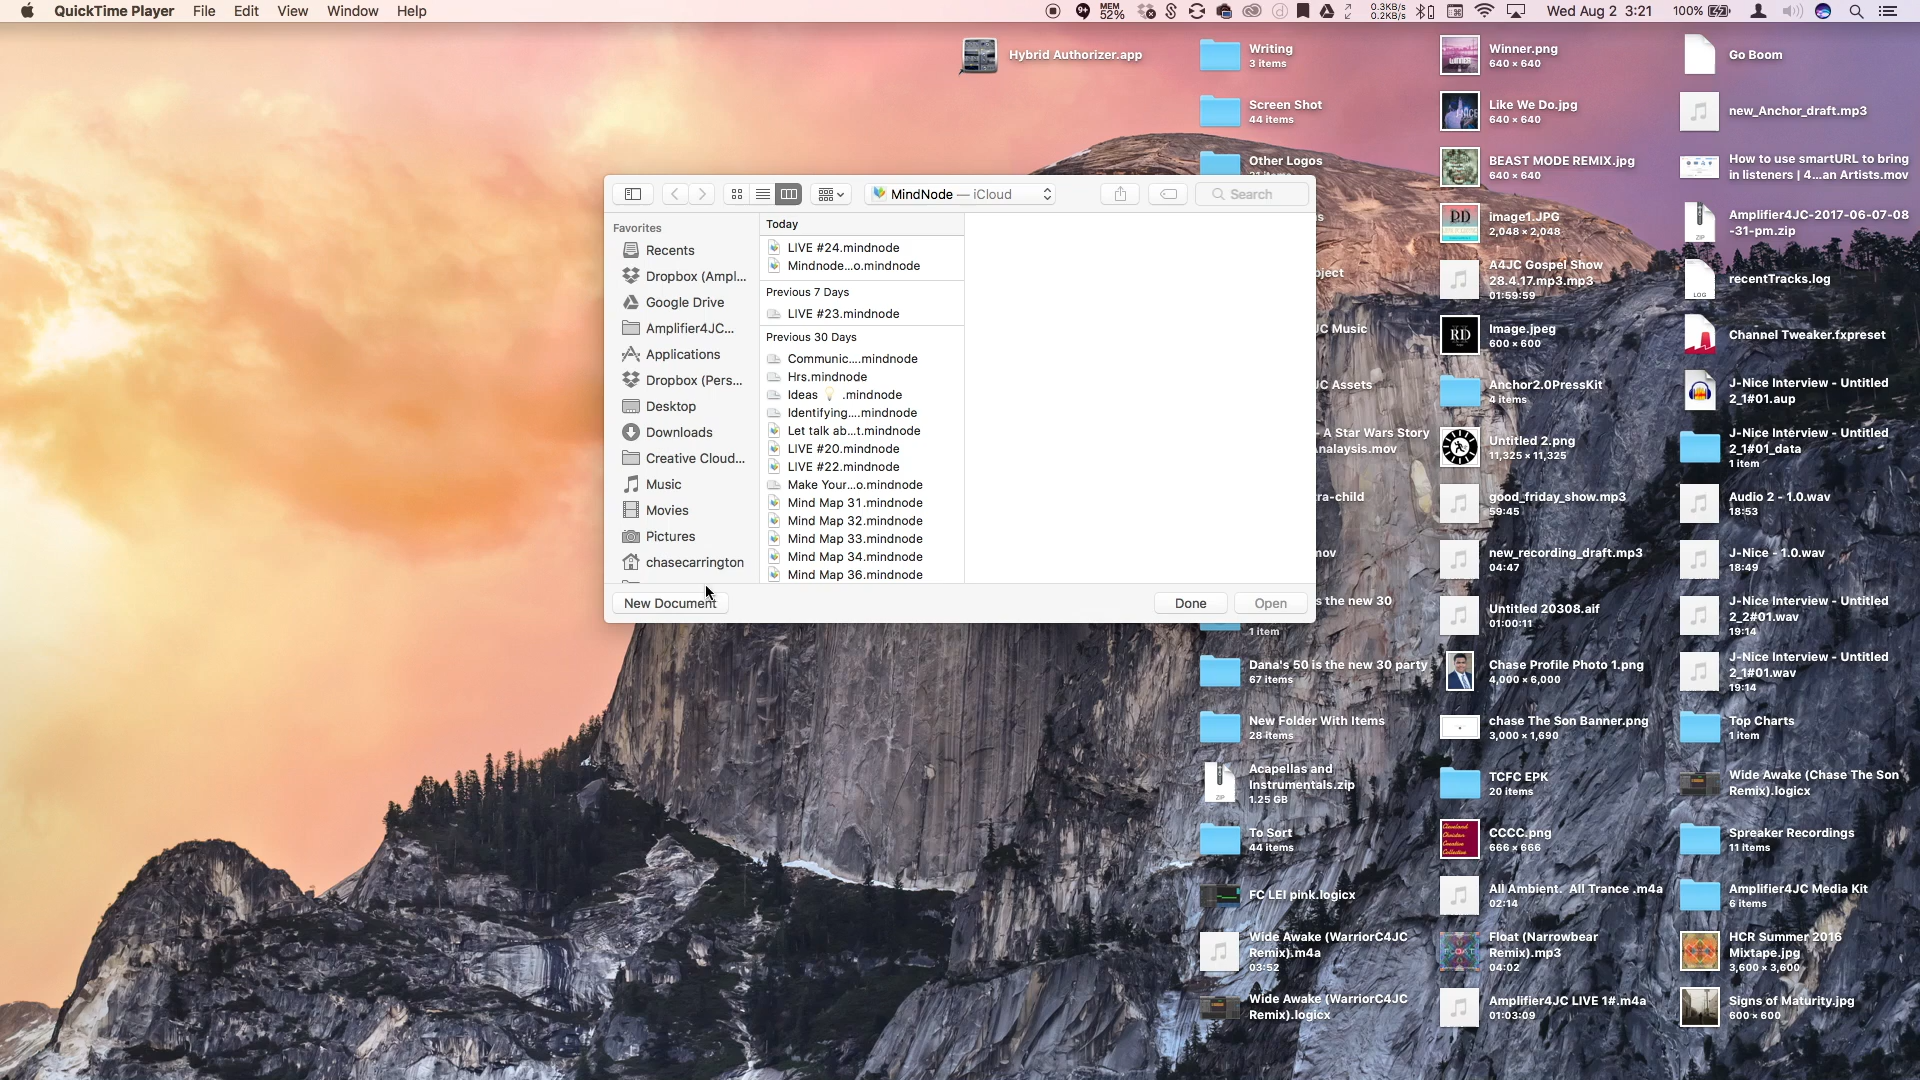 QuickTime Player File Edit View Window Help
9+ MEM 52% 0.3KB/s 0.2KB/s Wed Aug 2 3:21 100%
MindNode — iCloud
Search
Favorites
Recents
Dropbox (Ampl...
Google Drive
Amplifier4JC...
Applications
Dropbox (Pers...
Desktop
Downloads
Creative Cloud...
Music
Movies
Pictures
chasecarrington
Today
LIVE #24.mindnode
Mindnode...o.mindnode
Previous 7 Days
LIVE #23.mindnode
Previous 30 Days
Communic....mindnode
Hrs.mindnode
Ideas 💡 .mindnode
Identifying....mindnode
Let talk ab...t.mindnode
LIVE #20.mindnode
LIVE #22.mindnode
Make Your...o.mindnode
Mind Map 31.mindnode
Mind Map 32.mindnode
Mind Map 33.mindnode
Mind Map 34.mindnode
Mind Map 36.mindnode
New Document
Done
Open
Hybrid Authorizer.app
Writing
3 items
Screen Shot
44 items
Other Logos
oject
JC Music
JC Assets
- A Star Wars Story
Analaysis.mov
tra-child
mov
s the new 30
1 item
Dana's 50 is the new 30 party
67 items
New Folder With Items
28 items
Acapellas and
Instrumentals.zip
1.25 GB
To Sort
44 items
FC LEI pink.logicx
Wide Awake (WarriorC4JC
Remix).m4a
03:52
Wide Awake (WarriorC4JC
Remix).logicx
Winner.png
640 × 640
Like We Do.jpg
640 × 640
BEAST MODE REMIX.jpg
640 × 640
image1.JPG
2,048 × 2,048
A4JC Gospel Show
28.4.17.mp3.mp3
01:59:59
Image.jpeg
600 × 600
Anchor2.0PressKit
4 items
Untitled 2.png
11,325 × 11,325
good_friday_show.mp3
59:45
new_recording_draft.mp3
04:47
Untitled 20308.aif
01:00:11
Chase Profile Photo 1.png
4,000 × 6,000
chase The Son Banner.png
3,000 × 1,690
TCFC EPK
20 items
CCCC.png
666 × 666
All Ambient. All Trance .m4a
02:14
Float (Narrowbear
Remix).mp3
04:02
Amplifier4JC LIVE 1#.m4a
01:03:09
Go Boom
new_Anchor_draft.mp3
How to use smartURL to bring
in listeners | 4...an Artists.mov
Amplifier4JC-2017-06-07-08
-31-pm.zip
recentTracks.log
Channel Tweaker.fxpreset
J-Nice Interview - Untitled
2_1#01.aup
J-Nice Interview - Untitled
2_1#01_data
1 item
Audio 2 - 1.0.wav
18:53
J-Nice - 1.0.wav
18:49
J-Nice Interview - Untitled
2_2#01.wav
19:14
J-Nice Interview - Untitled
2_1#01.wav
19:14
Top Charts
1 item
Wide Awake (Chase The Son
Remix).logicx
Spreaker Recordings
11 items
Amplifier4JC Media Kit
6 items
HCR Summer 2016
Mixtape.jpg
3,600 × 3,600
Signs of Maturity.jpg
600 × 600